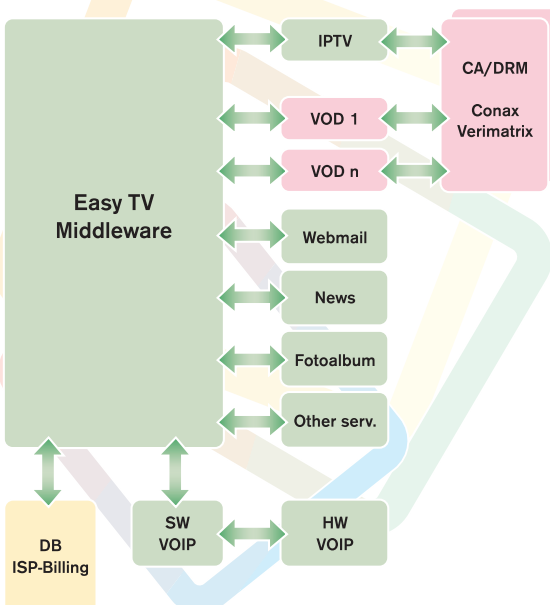 IPTV
CA/DRM
Conax
Verimatrix
VOD 1
VOD n
Easy TV
Middleware
Webmail
News
Fotoalbum
Other serv.
SW
VOIP
HW
VOIP
DB
ISP-Billing